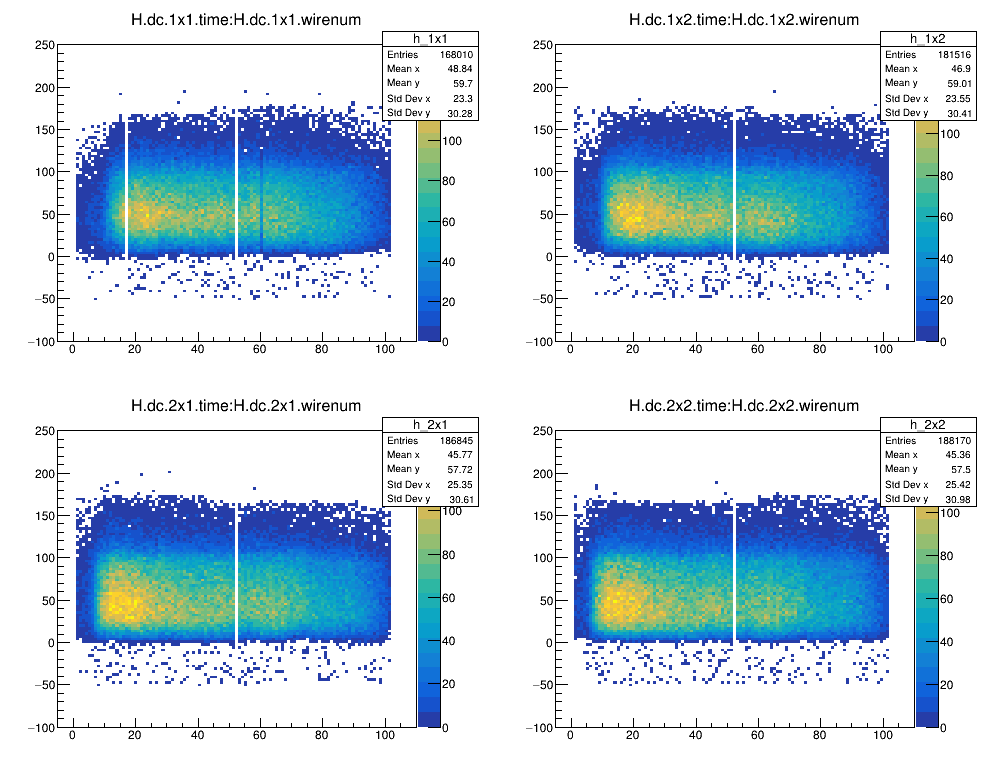 H.dc.1x1.time:H.dc.1x1.wirenum
h_1x1
Entries 168010
Mean x 48.84
Mean y 59.7
Std Dev x 23.3
Std Dev y 30.28
250
200
150
100
50
0
−50
−100
0 20 40 60 80 100
100
80
60
40
20
0
H.dc.1x2.time:H.dc.1x2.wirenum
h_1x2
Entries 181516
Mean x 46.9
Mean y 59.01
Std Dev x 23.55
Std Dev y 30.41
250
200
150
100
50
0
−50
−100
0 20 40 60 80 100
100
80
60
40
20
0
H.dc.2x1.time:H.dc.2x1.wirenum
h_2x1
Entries 186845
Mean x 45.77
Mean y 57.72
Std Dev x 25.35
Std Dev y 30.61
250
200
150
100
50
0
−50
−100
0 20 40 60 80 100
100
80
60
40
20
0
H.dc.2x2.time:H.dc.2x2.wirenum
h_2x2
Entries 188170
Mean x 45.36
Mean y 57.5
Std Dev x 25.42
Std Dev y 30.98
250
200
150
100
50
0
−50
−100
0 20 40 60 80 100
100
80
60
40
20
0